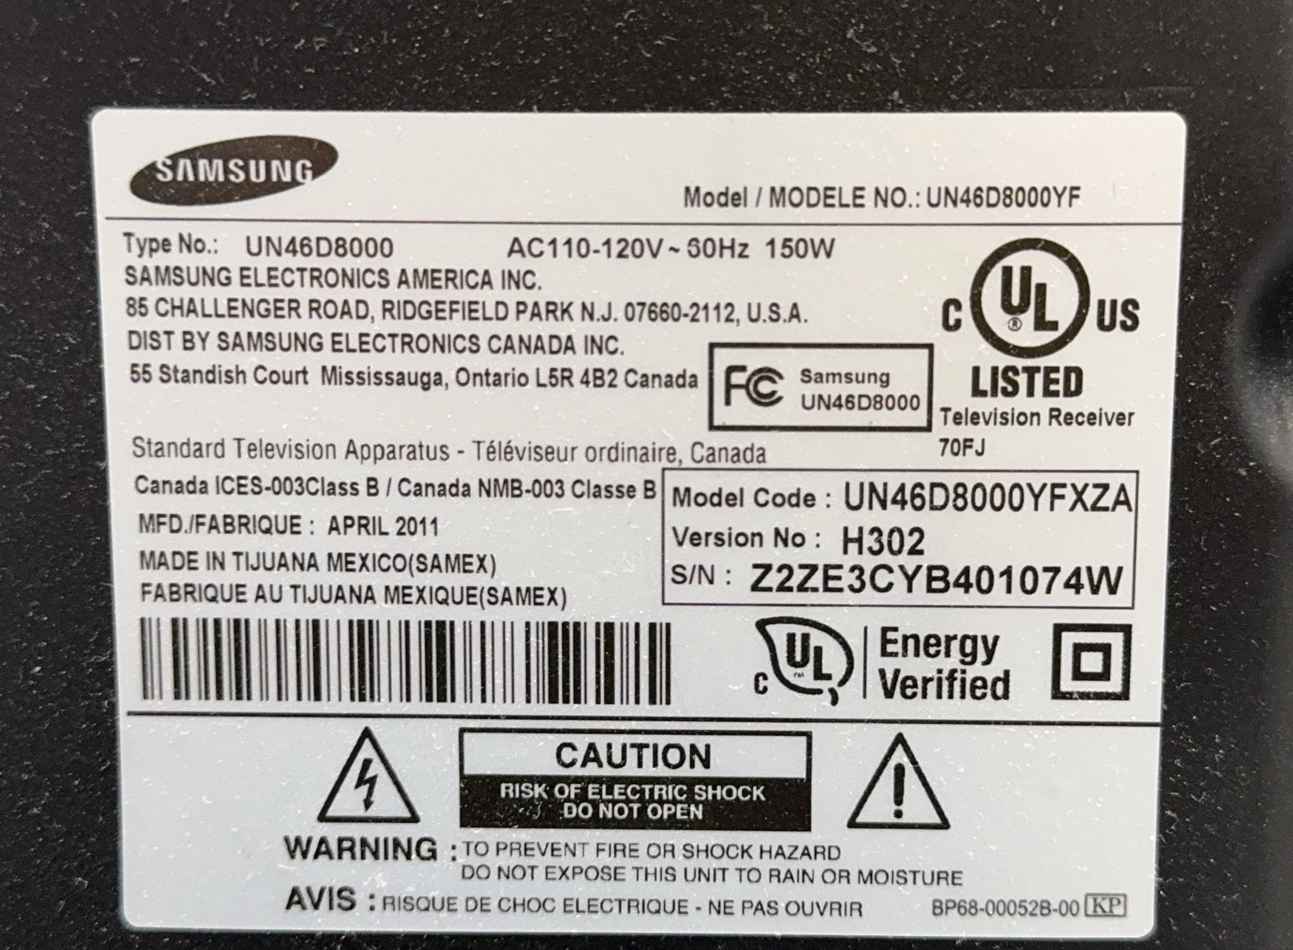 SAMSUNG
Model / MODELE NO.: UN46D8000YF
Type No.: UN46D8000 AC110-120V ~ 60Hz 150W
SAMSUNG ELECTRONICS AMERICA INC.
85 CHALLENGER ROAD, RIDGEFIELD PARK N.J. 07660-2112, U.S.A.
DIST BY SAMSUNG ELECTRONICS CANADA INC.
55 Standish Court Mississauga, Ontario L5R 4B2 Canada
FC Samsung
UN46D8000
C UL ® US
LISTED
Television Receiver
70FJ
Standard Television Apparatus - Téléviseur ordinaire, Canada
Canada ICES-003Class B / Canada NMB-003 Classe B
MFD./FABRIQUE : APRIL 2011
MADE IN TIJUANA MEXICO(SAMEX)
FABRIQUE AU TIJUANA MEXIQUE(SAMEX)
Model Code : UN46D8000YFXZA
Version No : H302
S/N : Z2ZE3CYB401074W
C UL ™ Energy
Verified
CAUTION
RISK OF ELECTRIC SHOCK
DO NOT OPEN
WARNING : TO PREVENT FIRE OR SHOCK HAZARD
DO NOT EXPOSE THIS UNIT TO RAIN OR MOISTURE
AVIS : RISQUE DE CHOC ELECTRIQUE - NE PAS OUVRIR
BP68-00052B-00 KP